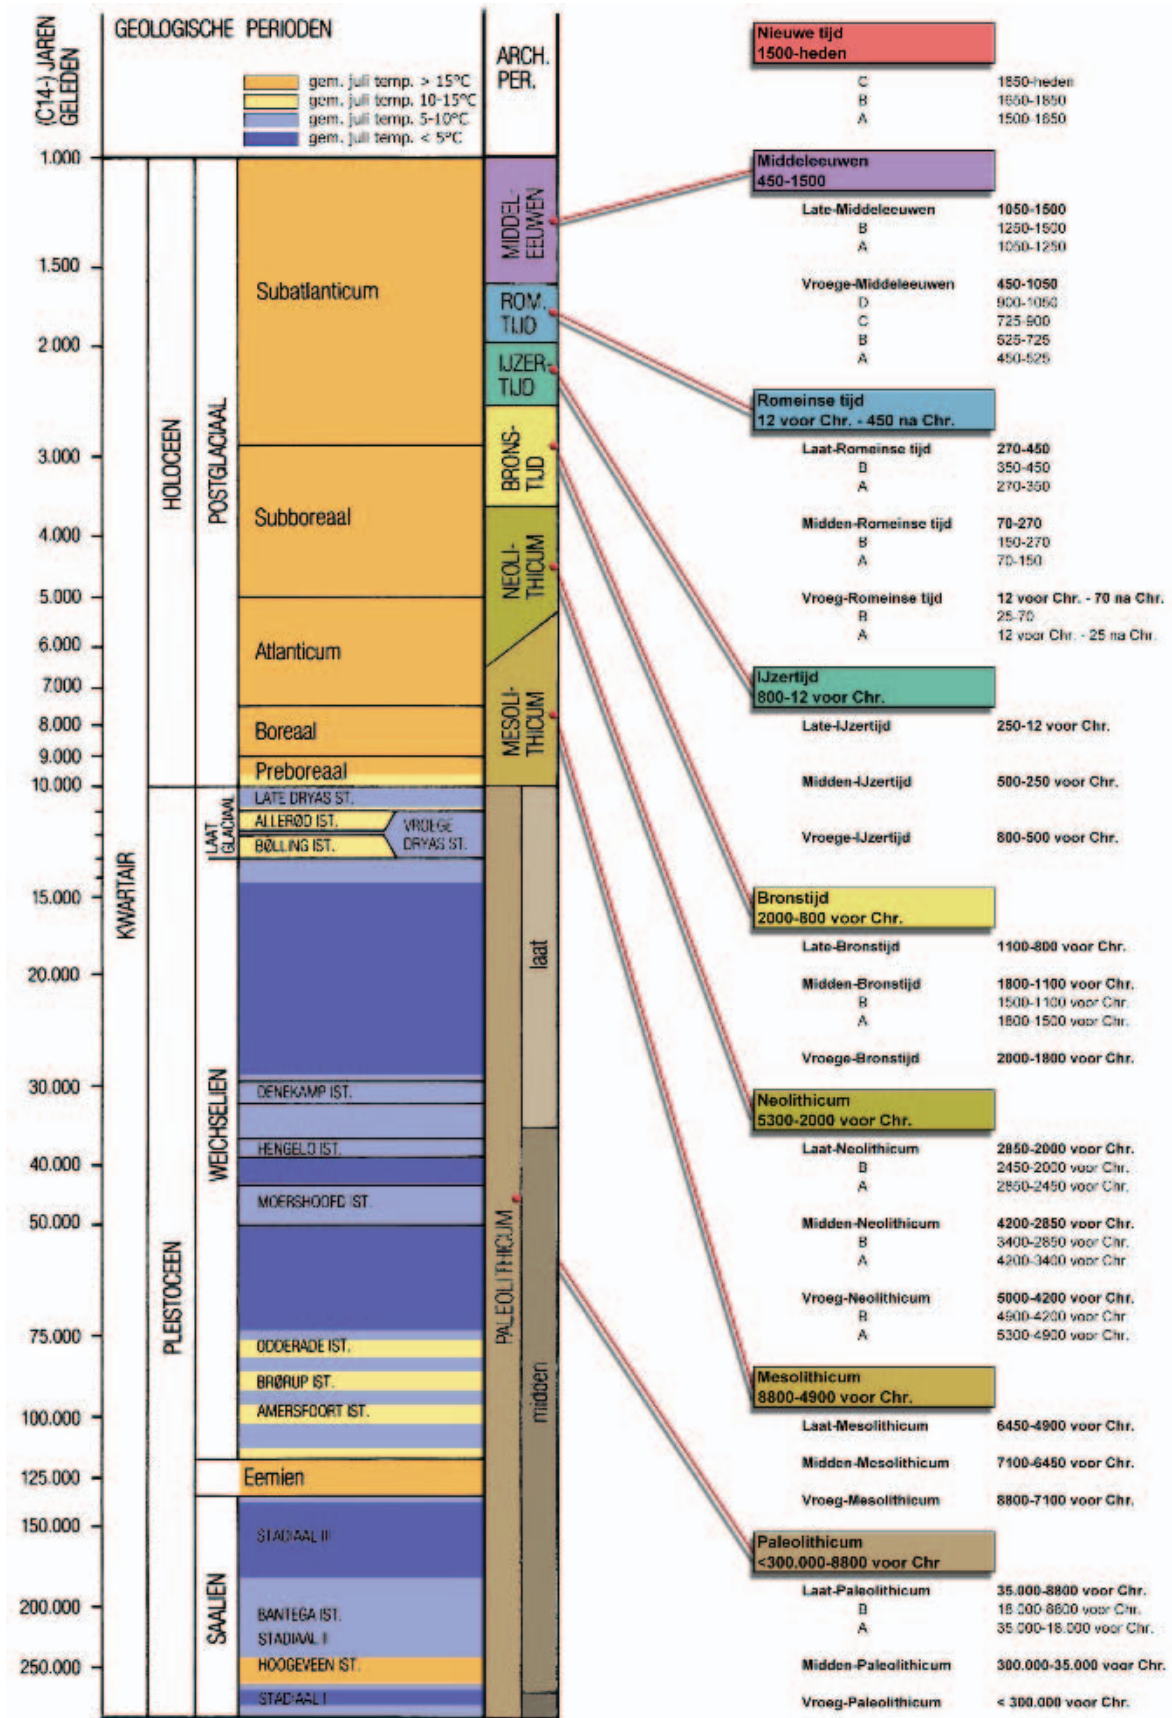 GEOLOGISCHE PERIODEN
(C14-) JAREN
GELEDEN
gem. juli temp. > 15°C
gem. juli temp. 10-15°C
gem. juli temp. 5-10°C
gem. juli temp. < 5°C
ARCH.
PER.
1.000
1.500
2.000
3.000
4.000
5.000
6.000
7.000
8.000
9.000
10.000
15.000
20.000
30.000
40.000
50.000
75.000
100.000
125.000
150.000
200.000
250.000
KWARTAIR
HOLOCEEN
PLEISTOCEEN
POSTGLACIAAL
LAAT
GLACIAAL
WEICHSELIEN
SAALIEN
Subatlanticum
Subboreaal
Atlanticum
Boreaal
Preboreaal
LATE DRYAS ST.
ALLERØD IST.
VROEGE
DRYAS ST.
BØLLING IST.
DENEKAMP IST.
HENGELO IST.
MOERSHOOFD IST.
ODDERADE IST.
BRØRUP IST.
AMERSFOORT IST.
Eemien
STADIAAL III
BANTEGA IST.
STADIAAL II
HOOGEVEEN IST.
STADIAAL I
MIDDEL-
EEUWEN
ROM.
TIJD
IJZER-
TIJD
BRONS-
TIJD
NEOLI-
THICUM
MESOLI-
THICUM
PALEOLITHICUM
laat
midden
Nieuwe tijd
1500-heden
C 1850-heden
B 1650-1850
A 1500-1650
Middeleeuwen
450-1500
Late-Middeleeuwen 1050-1500
B 1250-1500
A 1050-1250
Vroege-Middeleeuwen 450-1050
D 900-1050
C 725-900
B 525-725
A 450-525
Romeinse tijd
12 voor Chr. - 450 na Chr.
Laat-Romeinse tijd 270-450
B 350-450
A 270-350
Midden-Romeinse tijd 70-270
B 150-270
A 70-150
Vroeg-Romeinse tijd 12 voor Chr. - 70 na Chr.
B 25-70
A 12 voor Chr. - 25 na Chr.
IJzertijd
800-12 voor Chr.
Late-IJzertijd 250-12 voor Chr.
Midden-IJzertijd 500-250 voor Chr.
Vroege-IJzertijd 800-500 voor Chr.
Bronstijd
2000-800 voor Chr.
Late-Bronstijd 1100-800 voor Chr.
Midden-Bronstijd 1800-1100 voor Chr.
B 1500-1100 voor Chr.
A 1800-1500 voor Chr.
Vroege-Bronstijd 2000-1800 voor Chr.
Neolithicum
5300-2000 voor Chr.
Laat-Neolithicum 2850-2000 voor Chr.
B 2450-2000 voor Chr.
A 2850-2450 voor Chr.
Midden-Neolithicum 4200-2850 voor Chr.
B 3400-2850 voor Chr.
A 4200-3400 voor Chr.
Vroeg-Neolithicum 5000-4200 voor Chr.
B 4900-4200 voor Chr.
A 5300-4900 voor Chr.
Mesolithicum
8800-4900 voor Chr.
Laat-Mesolithicum 6450-4900 voor Chr.
Midden-Mesolithicum 7100-6450 voor Chr.
Vroeg-Mesolithicum 8800-7100 voor Chr.
Paleolithicum
<300.000-8800 voor Chr
Laat-Paleolithicum 35.000-8800 voor Chr.
B 18.000-8800 voor Chr.
A 35.000-18.000 voor Chr.
Midden-Paleolithicum 300.000-35.000 voor Chr.
Vroeg-Paleolithicum < 300.000 voor Chr.